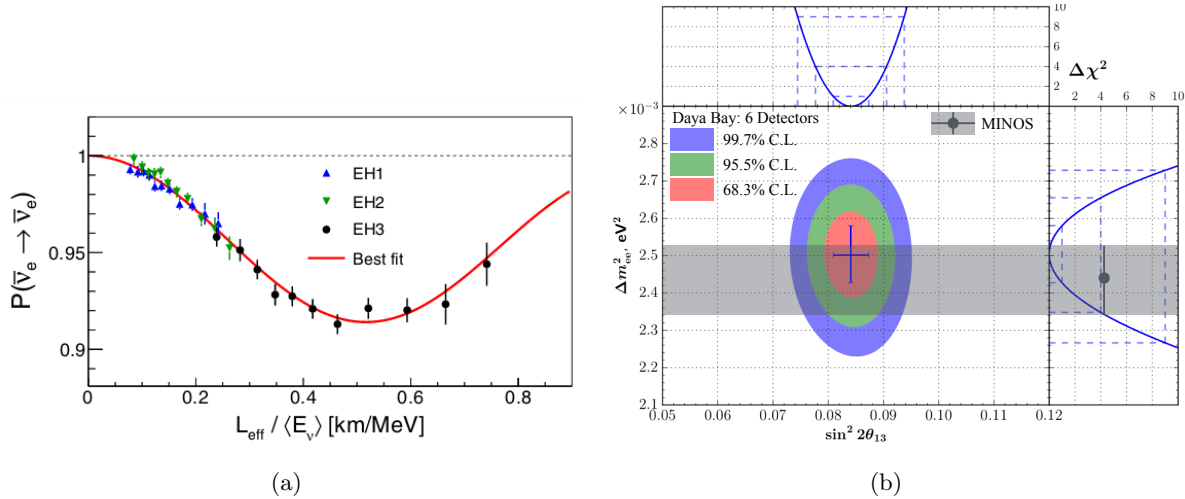 1
0.95
0.9
0
0.2
0.4
0.6
0.8
P(ν̅e → ν̅e)
EH1
EH2
EH3
Best fit
Leff / ⟨Eν⟩ [km/MeV]
(a)
10
8
6
4
2
Δχ²
2 4 6 8 10
×10⁻³
2.8
2.7
2.6
2.5
2.4
2.3
2.2
2.1
Δm²ee eV²
Daya Bay: 6 Detectors
99.7% C.L.
95.5% C.L.
68.3% C.L.
MINOS
0.05 0.06 0.07 0.08 0.09 0.10 0.11 0.12
sin² 2θ₁₃
(b)